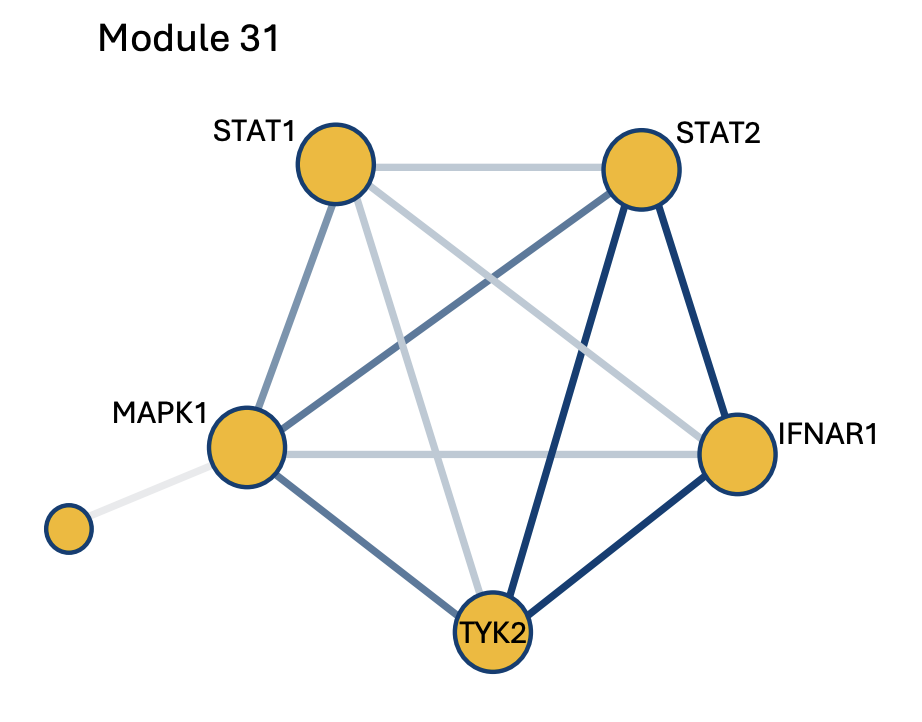 Module 31
STAT1
STAT2
MAPK1
IFNAR1
TYK2